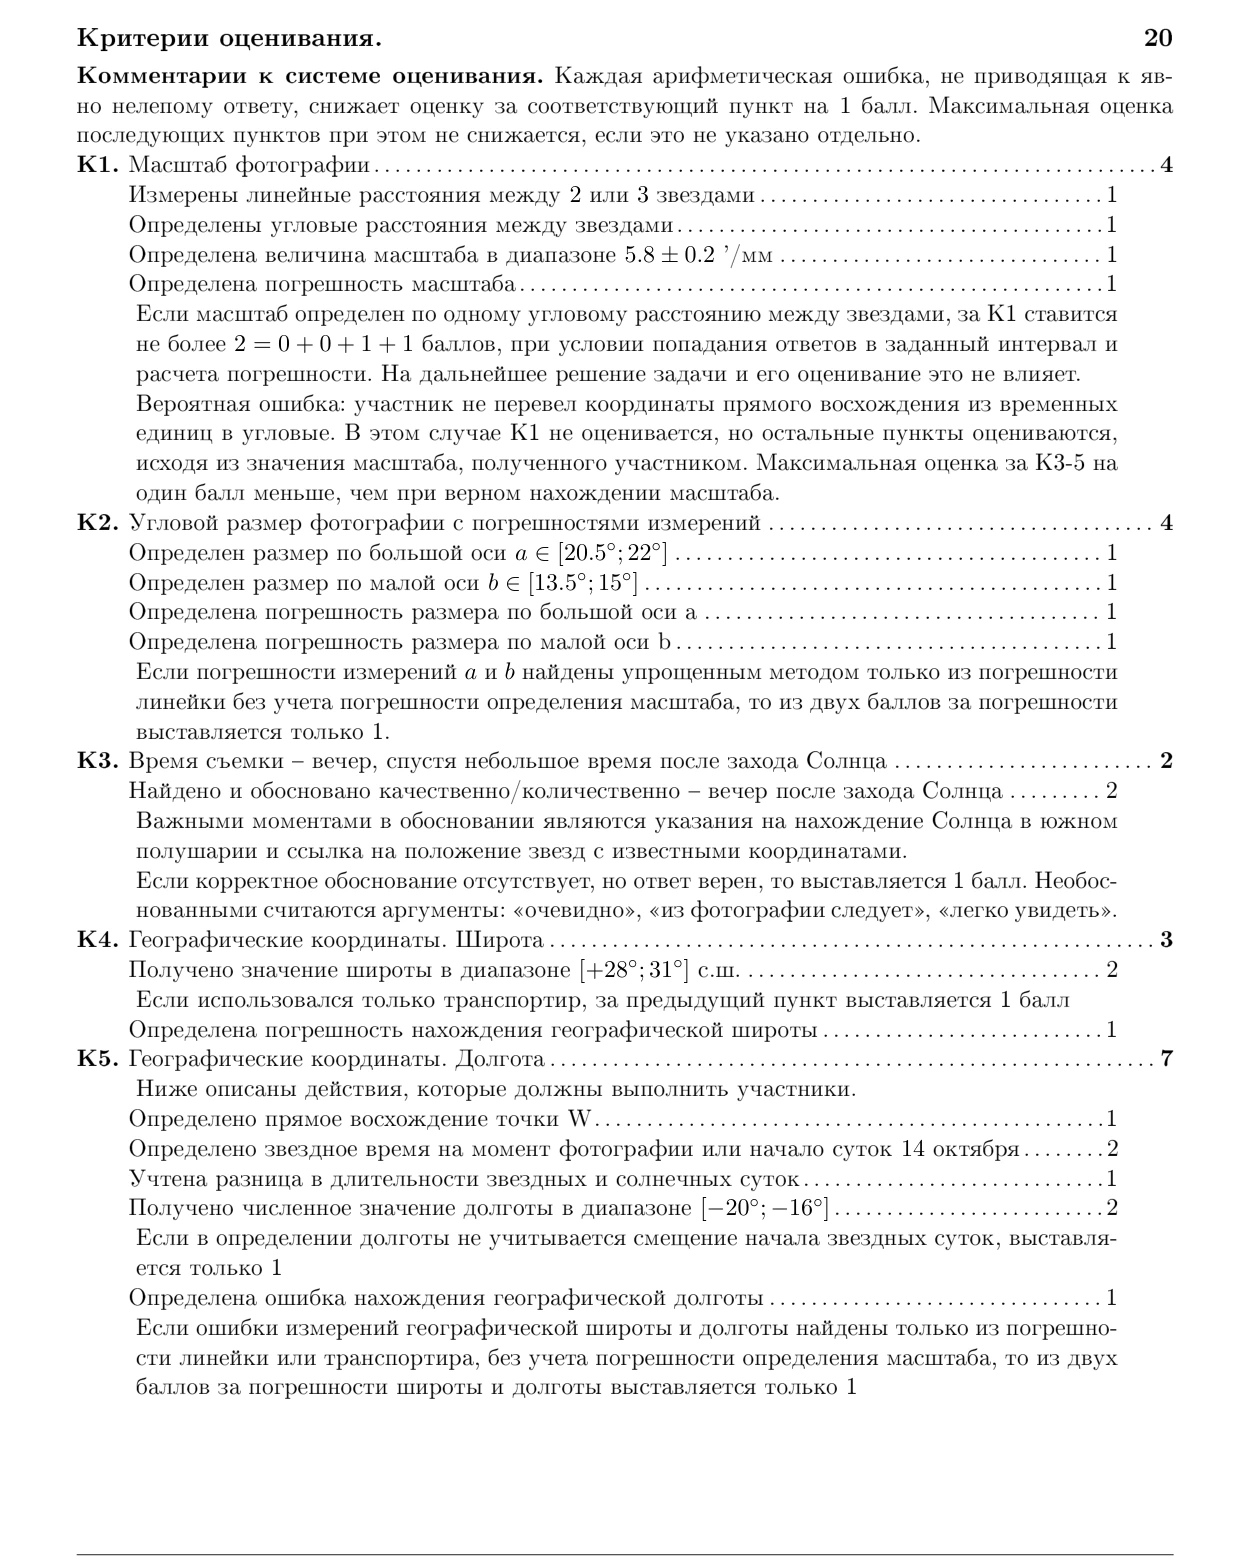 Критерии оценивания. 20
Комментарии к системе оценивания. Каждая арифметическая ошибка, не приводящая к яв-
но нелепому ответу, снижает оценку за соответствующий пункт на 1 балл. Максимальная оценка
последующих пунктов при этом не снижается, если это не указано отдельно.
К1. Масштаб фотографии ........ 4
Измерены линейные расстояния между 2 или 3 звездами ........ 1
Определены угловые расстояния между звездами ........ 1
Определена величина масштаба в диапазоне 5.8 ± 0.2 ’/мм ........ 1
Определена погрешность масштаба ........ 1
Если масштаб определен по одному угловому расстоянию между звездами, за К1 ставится
не более 2 = 0 + 0 + 1 + 1 баллов, при условии попадания ответов в заданный интервал и
расчета погрешности. На дальнейшее решение задачи и его оценивание это не влияет.
Вероятная ошибка: участник не перевел координаты прямого восхождения из временных
единиц в угловые. В этом случае К1 не оценивается, но остальные пункты оцениваются,
исходя из значения масштаба, полученного участником. Максимальная оценка за К3-5 на
один балл меньше, чем при верном нахождении масштаба.
К2. Угловой размер фотографии с погрешностями измерений ........ 4
Определен размер по большой оси a ∈ [20.5°; 22°] ........ 1
Определен размер по малой оси b ∈ [13.5°; 15°] ........ 1
Определена погрешность размера по большой оси a ........ 1
Определена погрешность размера по малой оси b ........ 1
Если погрешности измерений a и b найдены упрощенным методом только из погрешности
линейки без учета погрешности определения масштаба, то из двух баллов за погрешности
выставляется только 1.
К3. Время съемки – вечер, спустя небольшое время после захода Солнца ........ 2
Найдено и обосновано качественно/количественно – вечер после захода Солнца ........ 2
Важными моментами в обосновании являются указания на нахождение Солнца в южном
полушарии и ссылка на положение звезд с известными координатами.
Если корректное обоснование отсутствует, но ответ верен, то выставляется 1 балл. Необос-
нованными считаются аргументы: «очевидно», «из фотографии следует», «легко увидеть».
К4. Географические координаты. Широта ........ 3
Получено значение широты в диапазоне [+28°; 31°] с.ш. ........ 2
Если использовался только транспортир, за предыдущий пункт выставляется 1 балл
Определена погрешность нахождения географической широты ........ 1
К5. Географические координаты. Долгота ........ 7
Ниже описаны действия, которые должны выполнить участники.
Определено прямое восхождение точки W ........ 1
Определено звездное время на момент фотографии или начало суток 14 октября ........ 2
Учтена разница в длительности звездных и солнечных суток ........ 1
Получено численное значение долготы в диапазоне [−20°; −16°] ........ 2
Если в определении долготы не учитывается смещение начала звездных суток, выставля-
ется только 1
Определена ошибка нахождения географической долготы ........ 1
Если ошибки измерений географической широты и долготы найдены только из погрешно-
сти линейки или транспортира, без учета погрешности определения масштаба, то из двух
баллов за погрешности широты и долготы выставляется только 1